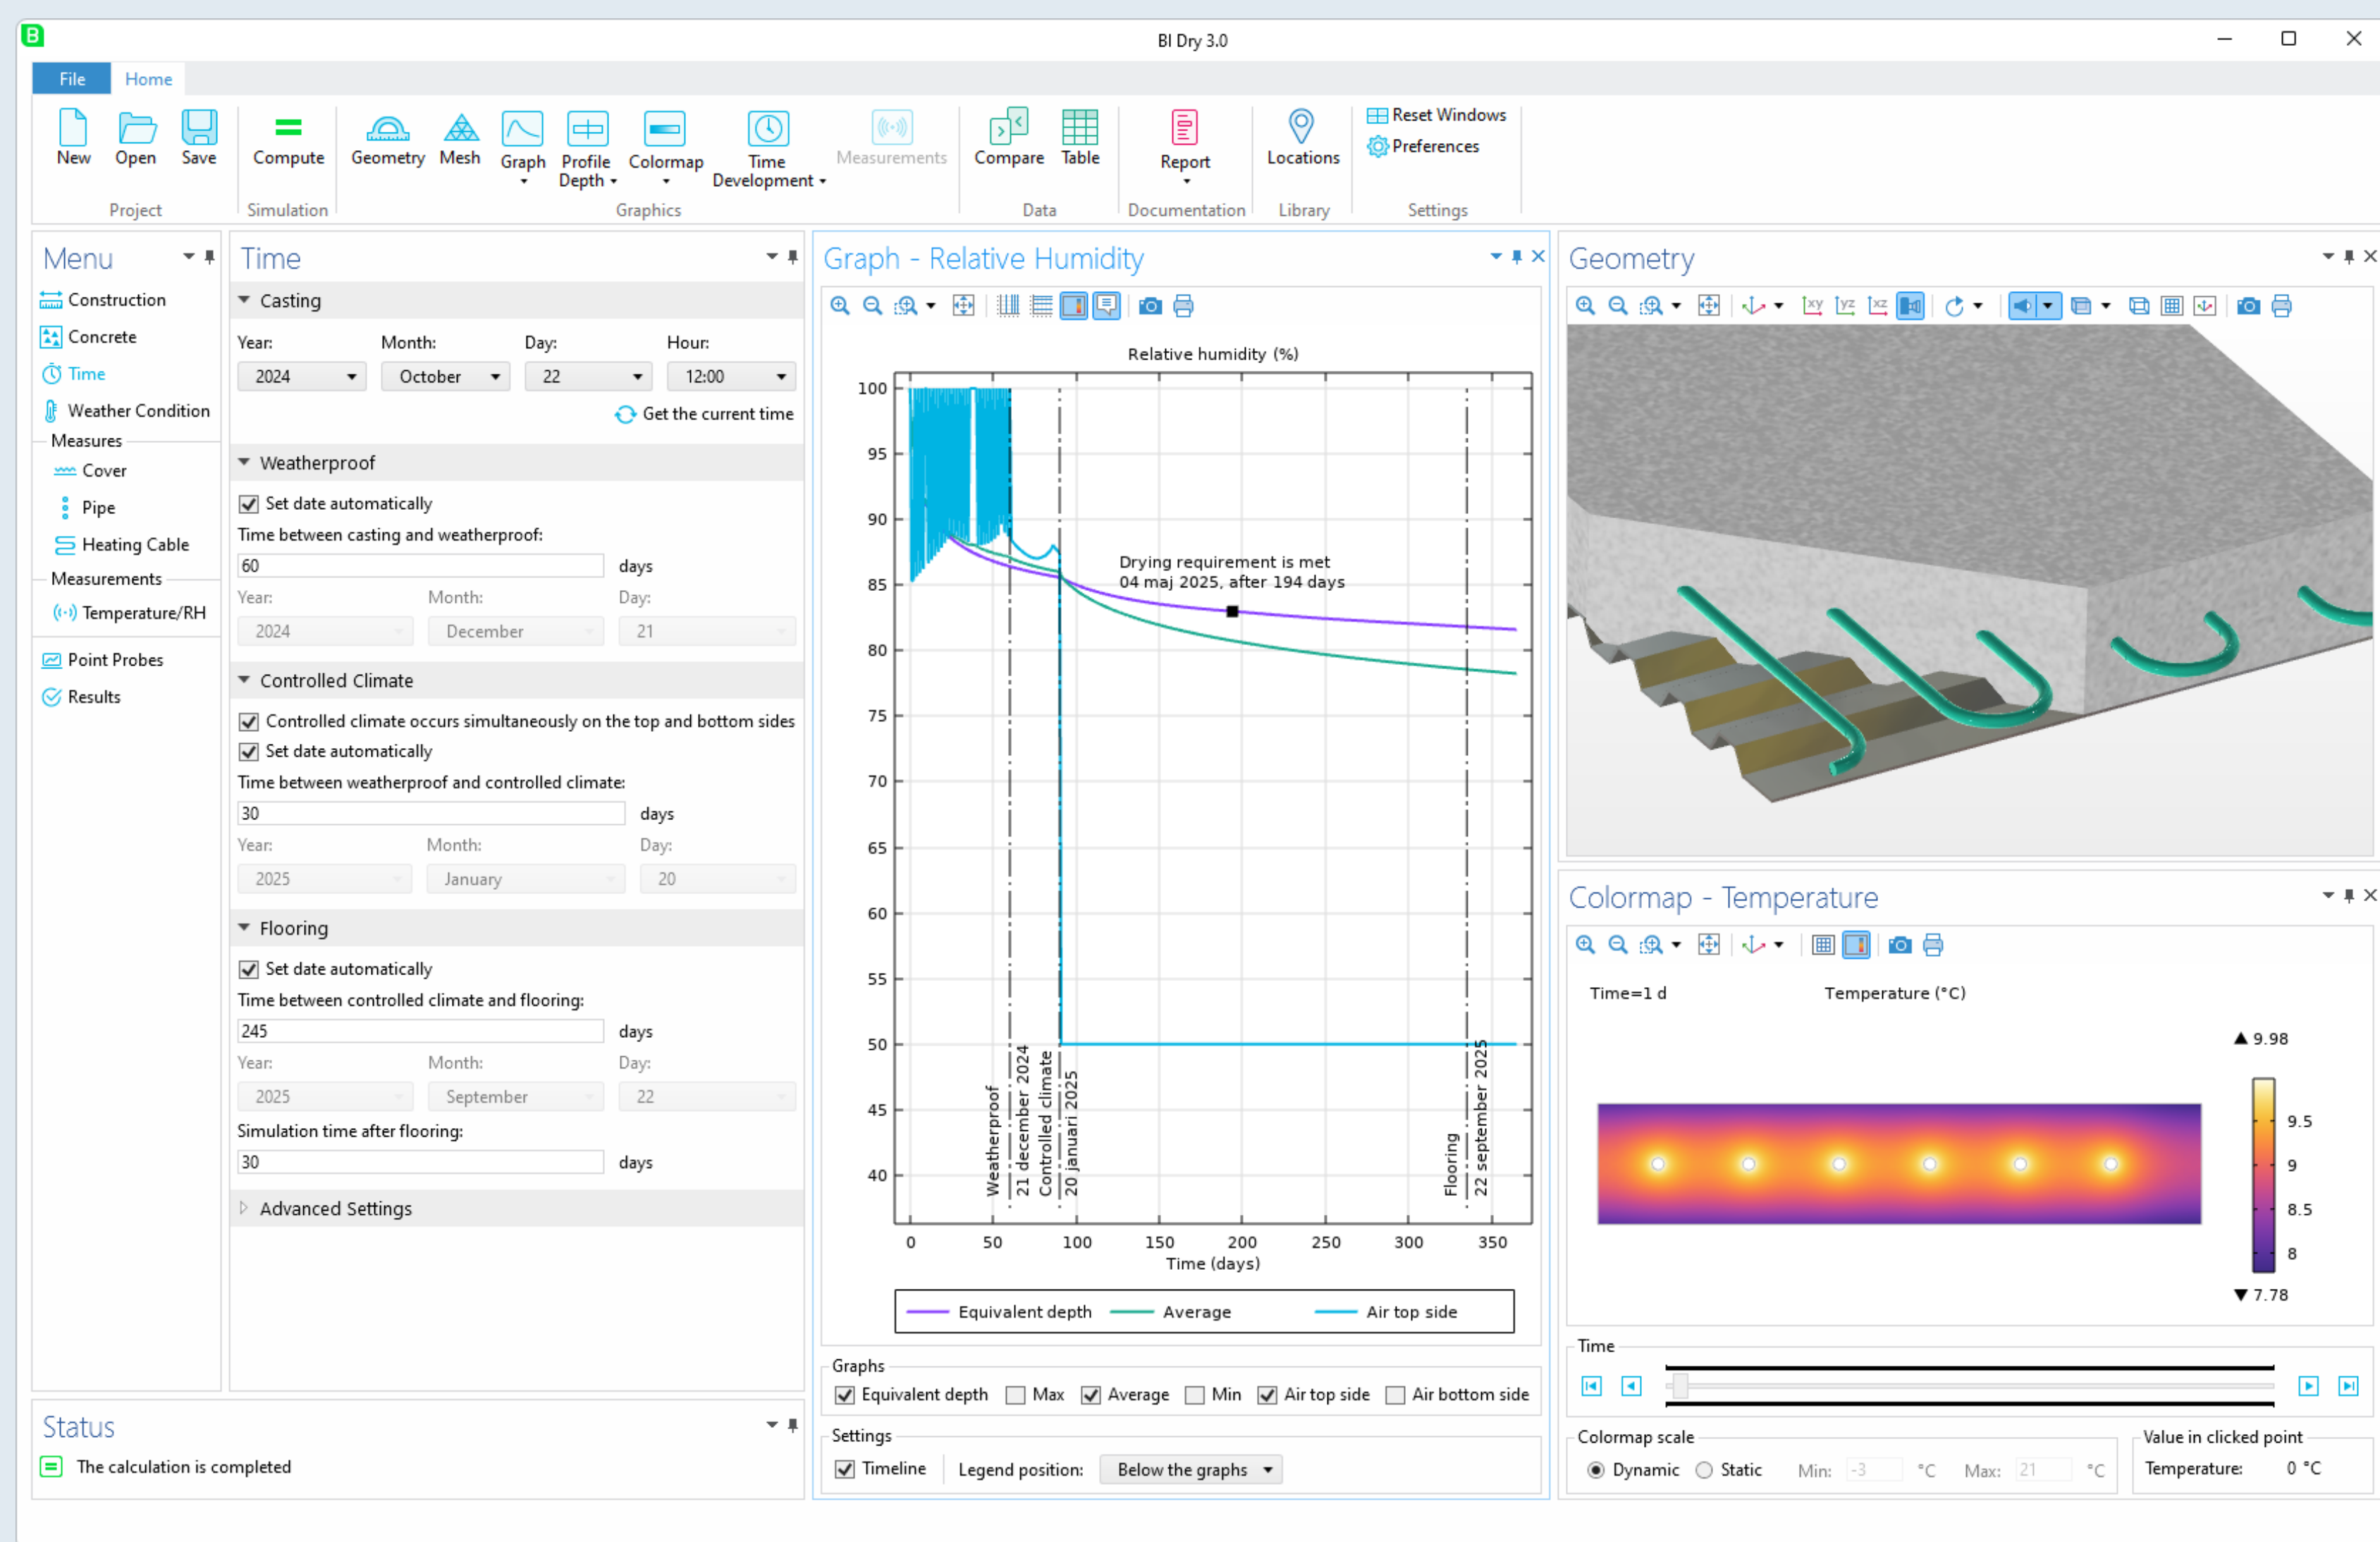 B
BI Dry 3.0
File Home
New Open Save Compute Geometry Mesh Graph Profile Depth Colormap Time Development Measurements Compare Table Report Locations
Reset Windows
Preferences
Project Simulation Graphics Data Documentation Library Settings
Menu
Construction
Concrete
Time
Weather Condition
Measures
Cover
Pipe
Heating Cable
Measurements
Temperature/RH
Point Probes
Results
Time
Casting
Year: Month: Day: Hour:
2024 October 22 12:00
Get the current time
Weatherproof
Set date automatically
Time between casting and weatherproof:
60 days
Year: Month: Day:
2024 December 21
Controlled Climate
Controlled climate occurs simultaneously on the top and bottom sides
Set date automatically
Time between weatherproof and controlled climate:
30 days
Year: Month: Day:
2025 January 20
Flooring
Set date automatically
Time between controlled climate and flooring:
245 days
Year: Month: Day:
2025 September 22
Simulation time after flooring:
30 days
Advanced Settings
Status
The calculation is completed
Graph - Relative Humidity
Relative humidity (%)
100
95
90
85
80
75
70
65
60
55
50
45
40
Drying requirement is met
04 maj 2025, after 194 days
Weatherproof
21 december 2024
Controlled climate
20 januari 2025
Flooring
22 september 2025
0 50 100 150 200 250 300 350
Time (days)
Equivalent depth Average Air top side
Graphs
Equivalent depth Max Average Min Air top side Air bottom side
Settings
Timeline Legend position: Below the graphs
Geometry
xy yz xz
Colormap - Temperature
Time=1 d Temperature (°C)
9.98
9.5
9
8.5
8
7.78
Time
Colormap scale
Dynamic Static Min: -3 °C Max: 21 °C
Value in clicked point
Temperature: 0 °C